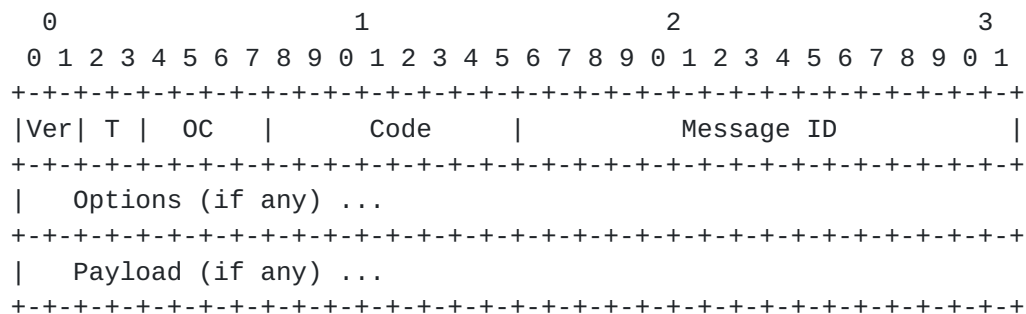 0                   1                   2                   3
 0 1 2 3 4 5 6 7 8 9 0 1 2 3 4 5 6 7 8 9 0 1 2 3 4 5 6 7 8 9 0 1
+-+-+-+-+-+-+-+-+-+-+-+-+-+-+-+-+-+-+-+-+-+-+-+-+-+-+-+-+-+-+-+-+
|Ver| T |  OC   |      Code     |          Message ID           |
+-+-+-+-+-+-+-+-+-+-+-+-+-+-+-+-+-+-+-+-+-+-+-+-+-+-+-+-+-+-+-+-+
|   Options (if any) ...
+-+-+-+-+-+-+-+-+-+-+-+-+-+-+-+-+-+-+-+-+-+-+-+-+-+-+-+-+-+-+-+-+
|   Payload (if any) ...
+-+-+-+-+-+-+-+-+-+-+-+-+-+-+-+-+-+-+-+-+-+-+-+-+-+-+-+-+-+-+-+-+